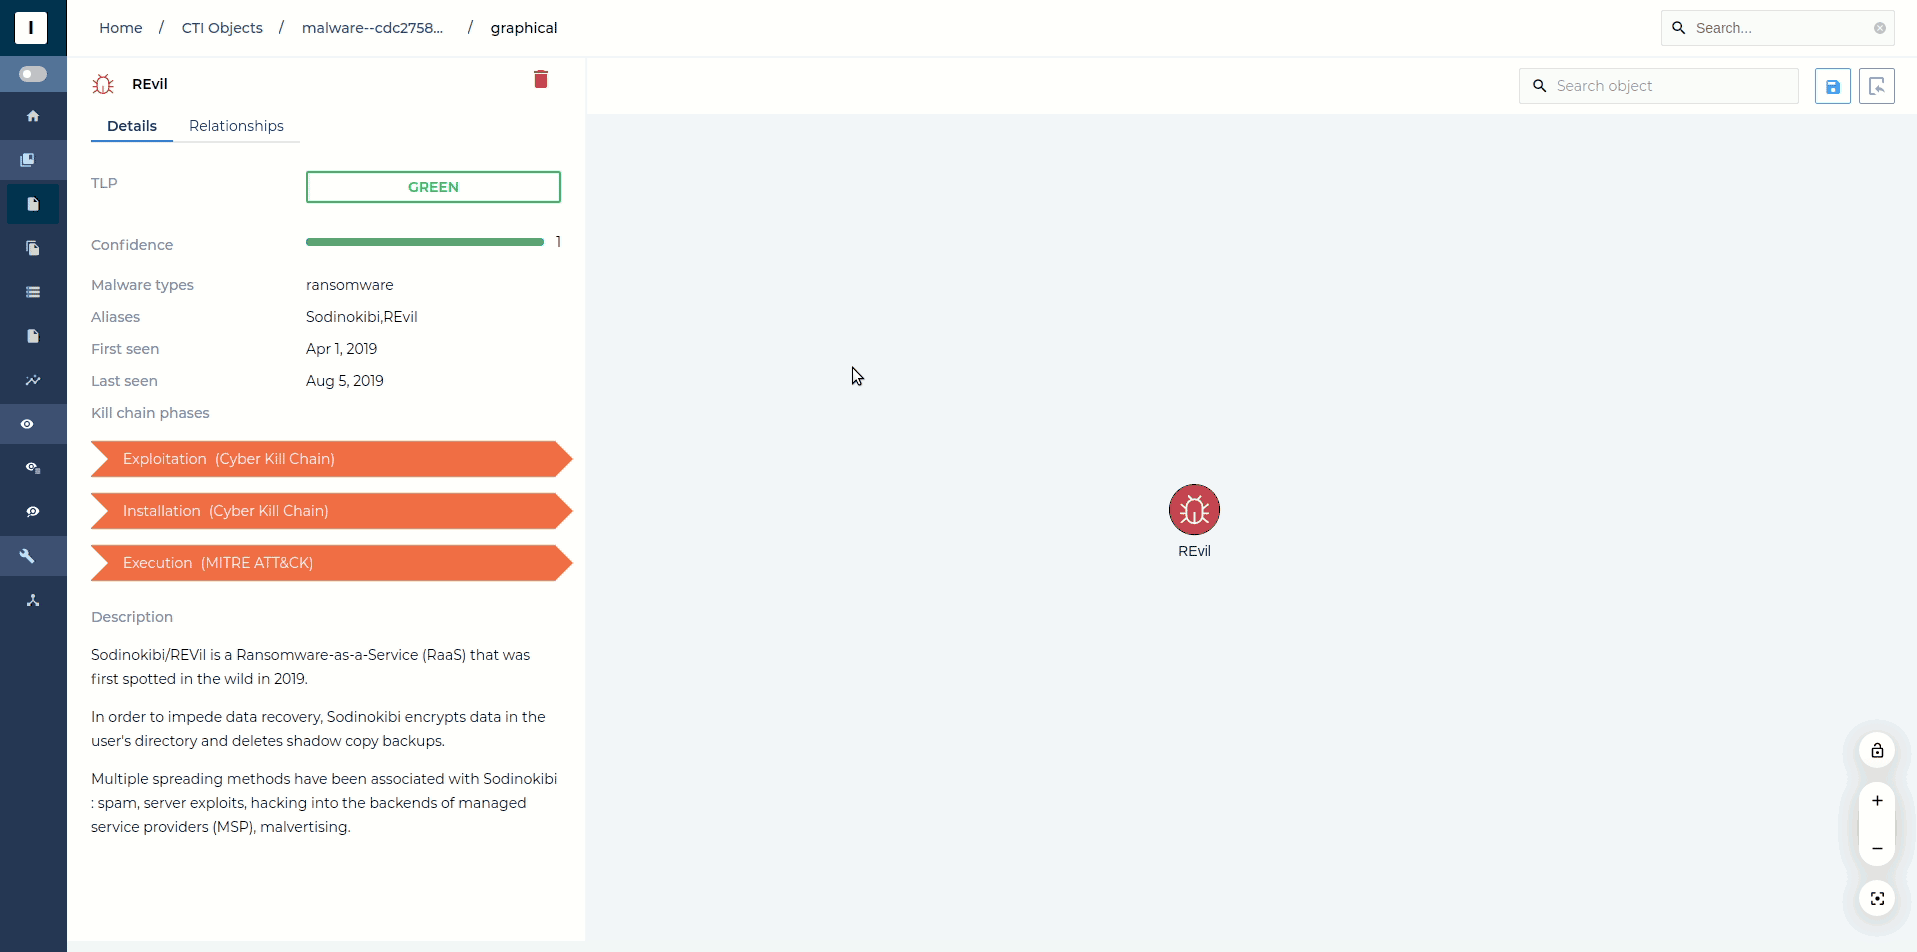 I
Home / CTI Objects / malware--cdc2758... / graphical
Search...
REvil
Search object
Details Relationships
TLP GREEN
Confidence 1
Malware types ransomware
Aliases Sodinokibi,REvil
First seen Apr 1, 2019
Last seen Aug 5, 2019
Kill chain phases
Exploitation (Cyber Kill Chain)
Installation (Cyber Kill Chain)
Execution (MITRE ATT&CK)
Description
Sodinokibi/REVil is a Ransomware-as-a-Service (RaaS) that was
first spotted in the wild in 2019.
In order to impede data recovery, Sodinokibi encrypts data in the
user's directory and deletes shadow copy backups.
Multiple spreading methods have been associated with Sodinokibi
: spam, server exploits, hacking into the backends of managed
service providers (MSP), malvertising.
REvil
+
−